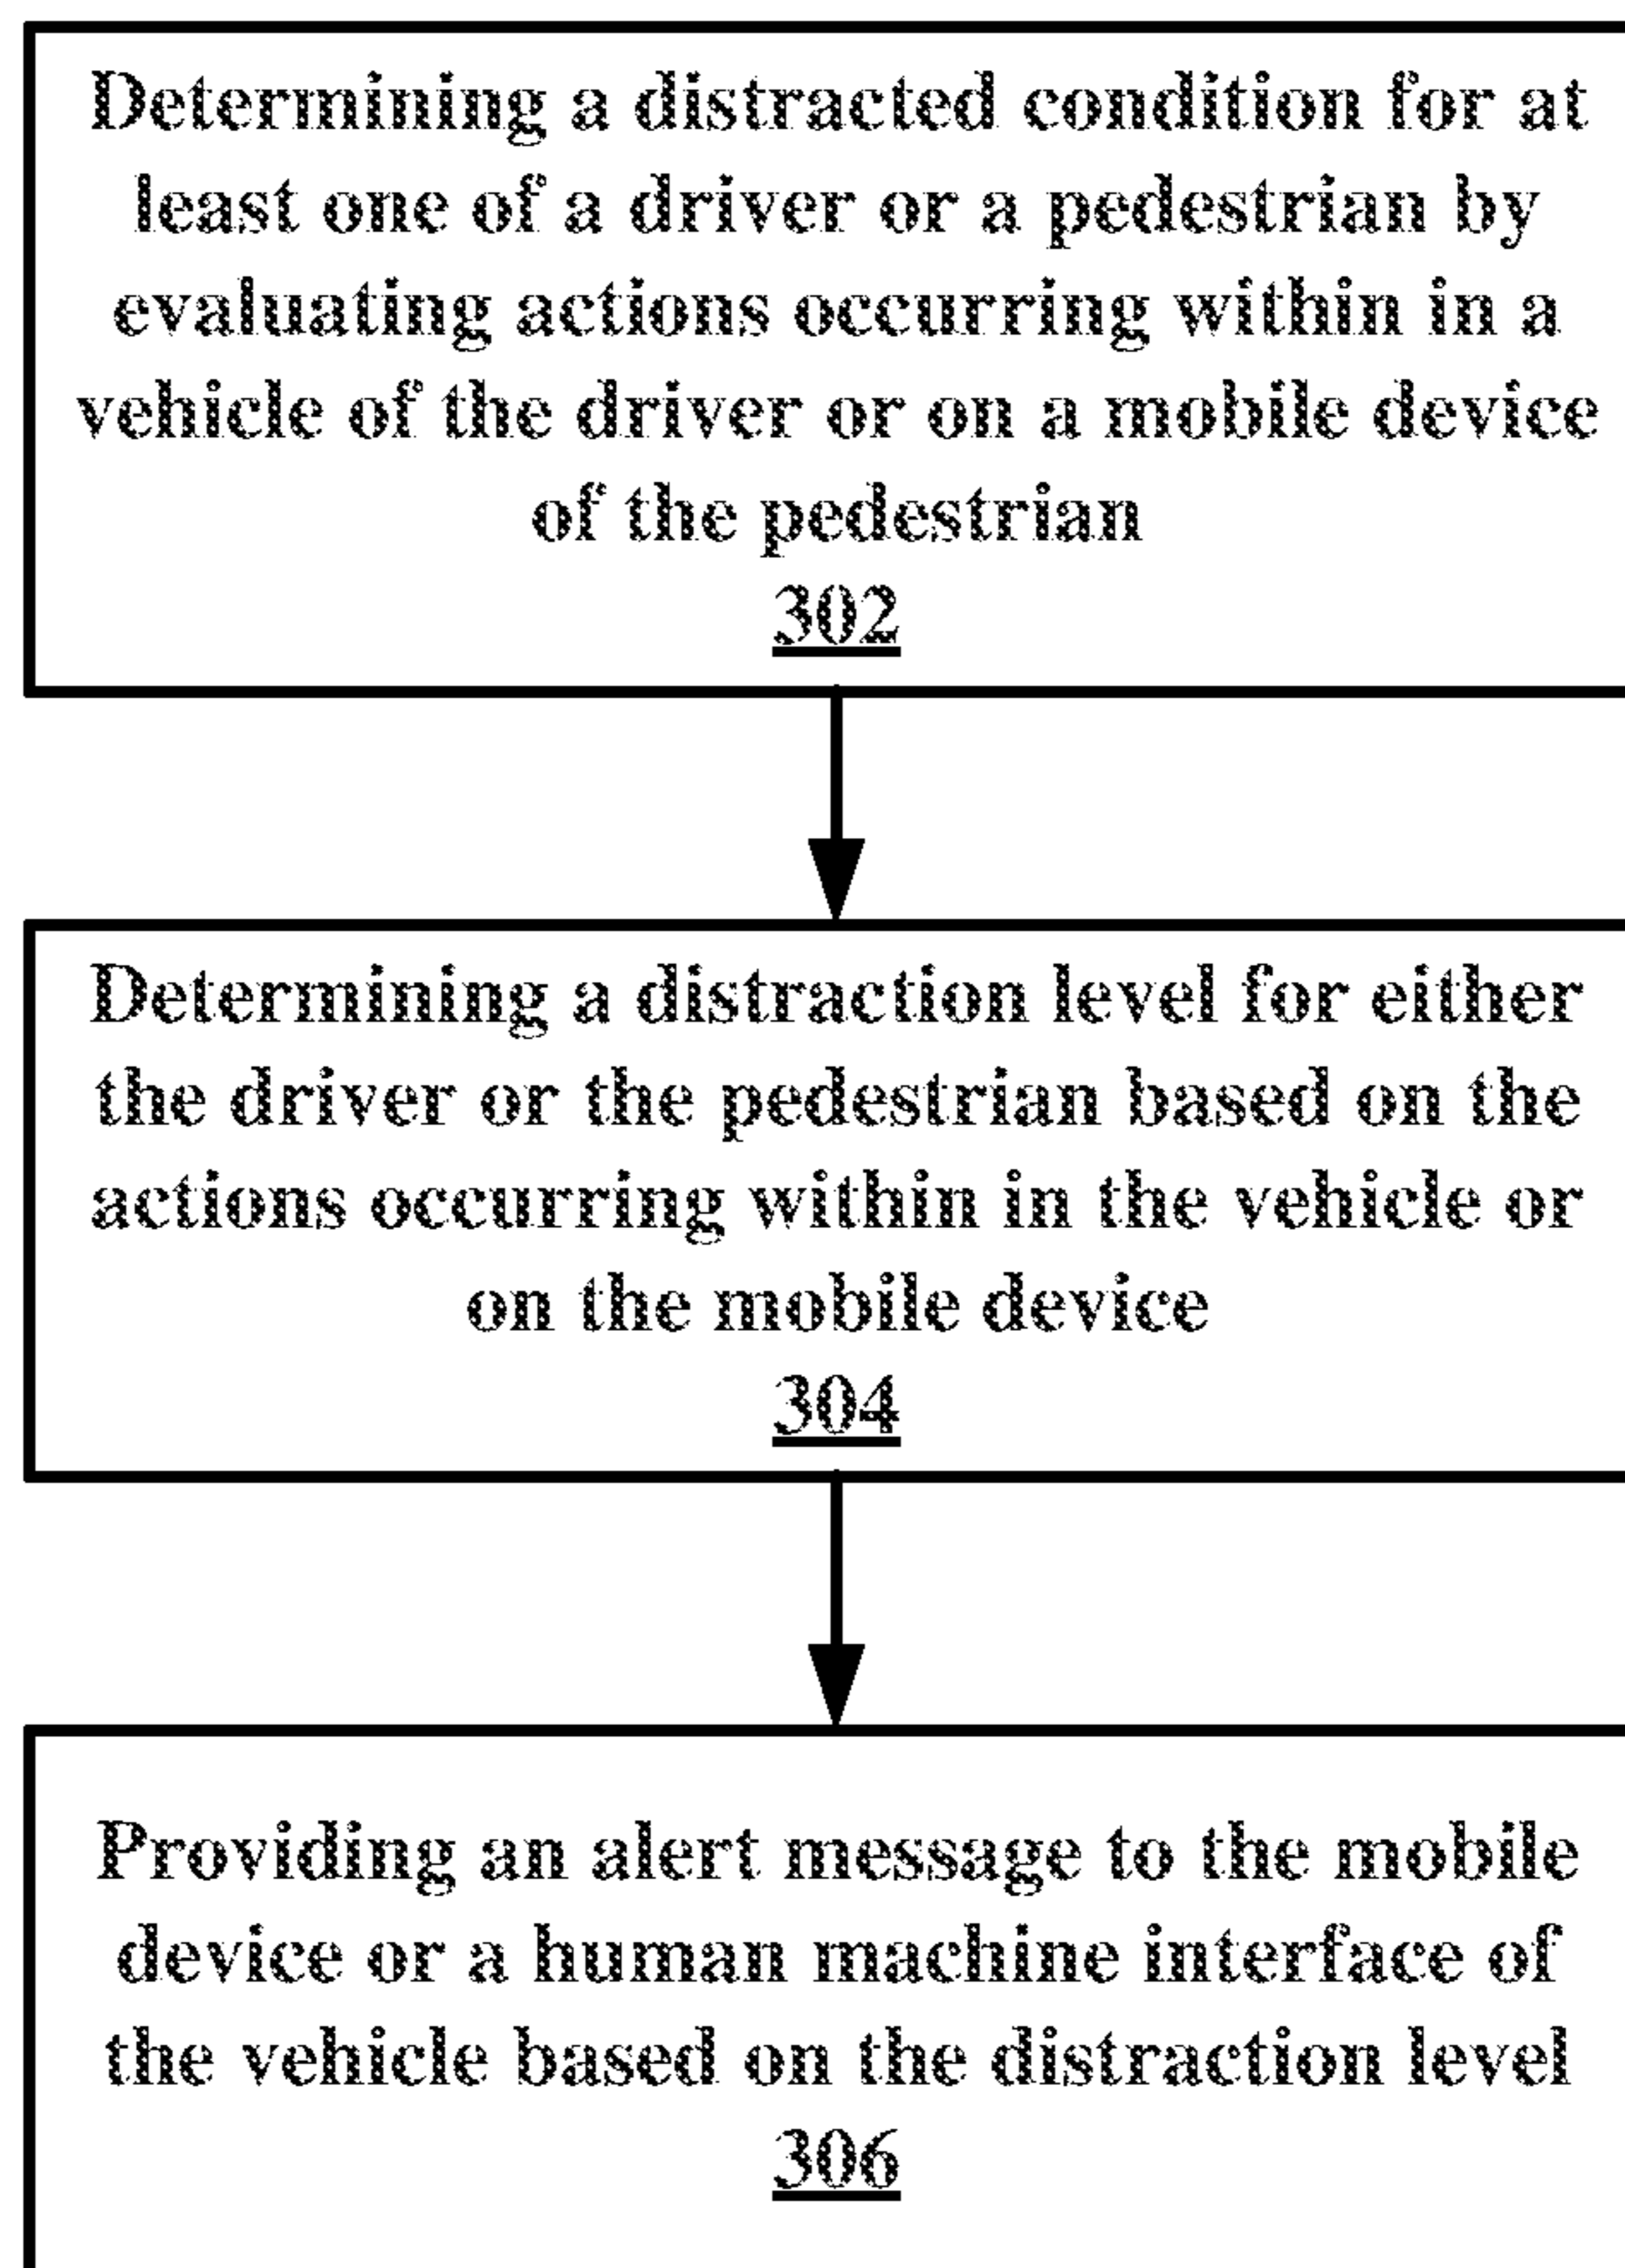 Determining a distracted condition for at
least one of a driver or a pedestrian by
evaluating actions occurring within in a
vehicle of the driver or on a mobile device
of the pedestrian
302
Determining a distraction level for either
the driver or the pedestrian based on the
actions occurring within in the vehicle or
on the mobile device
304
Providing an alert message to the mobile
device or a human machine interface of
the vehicle based on the distraction level
306